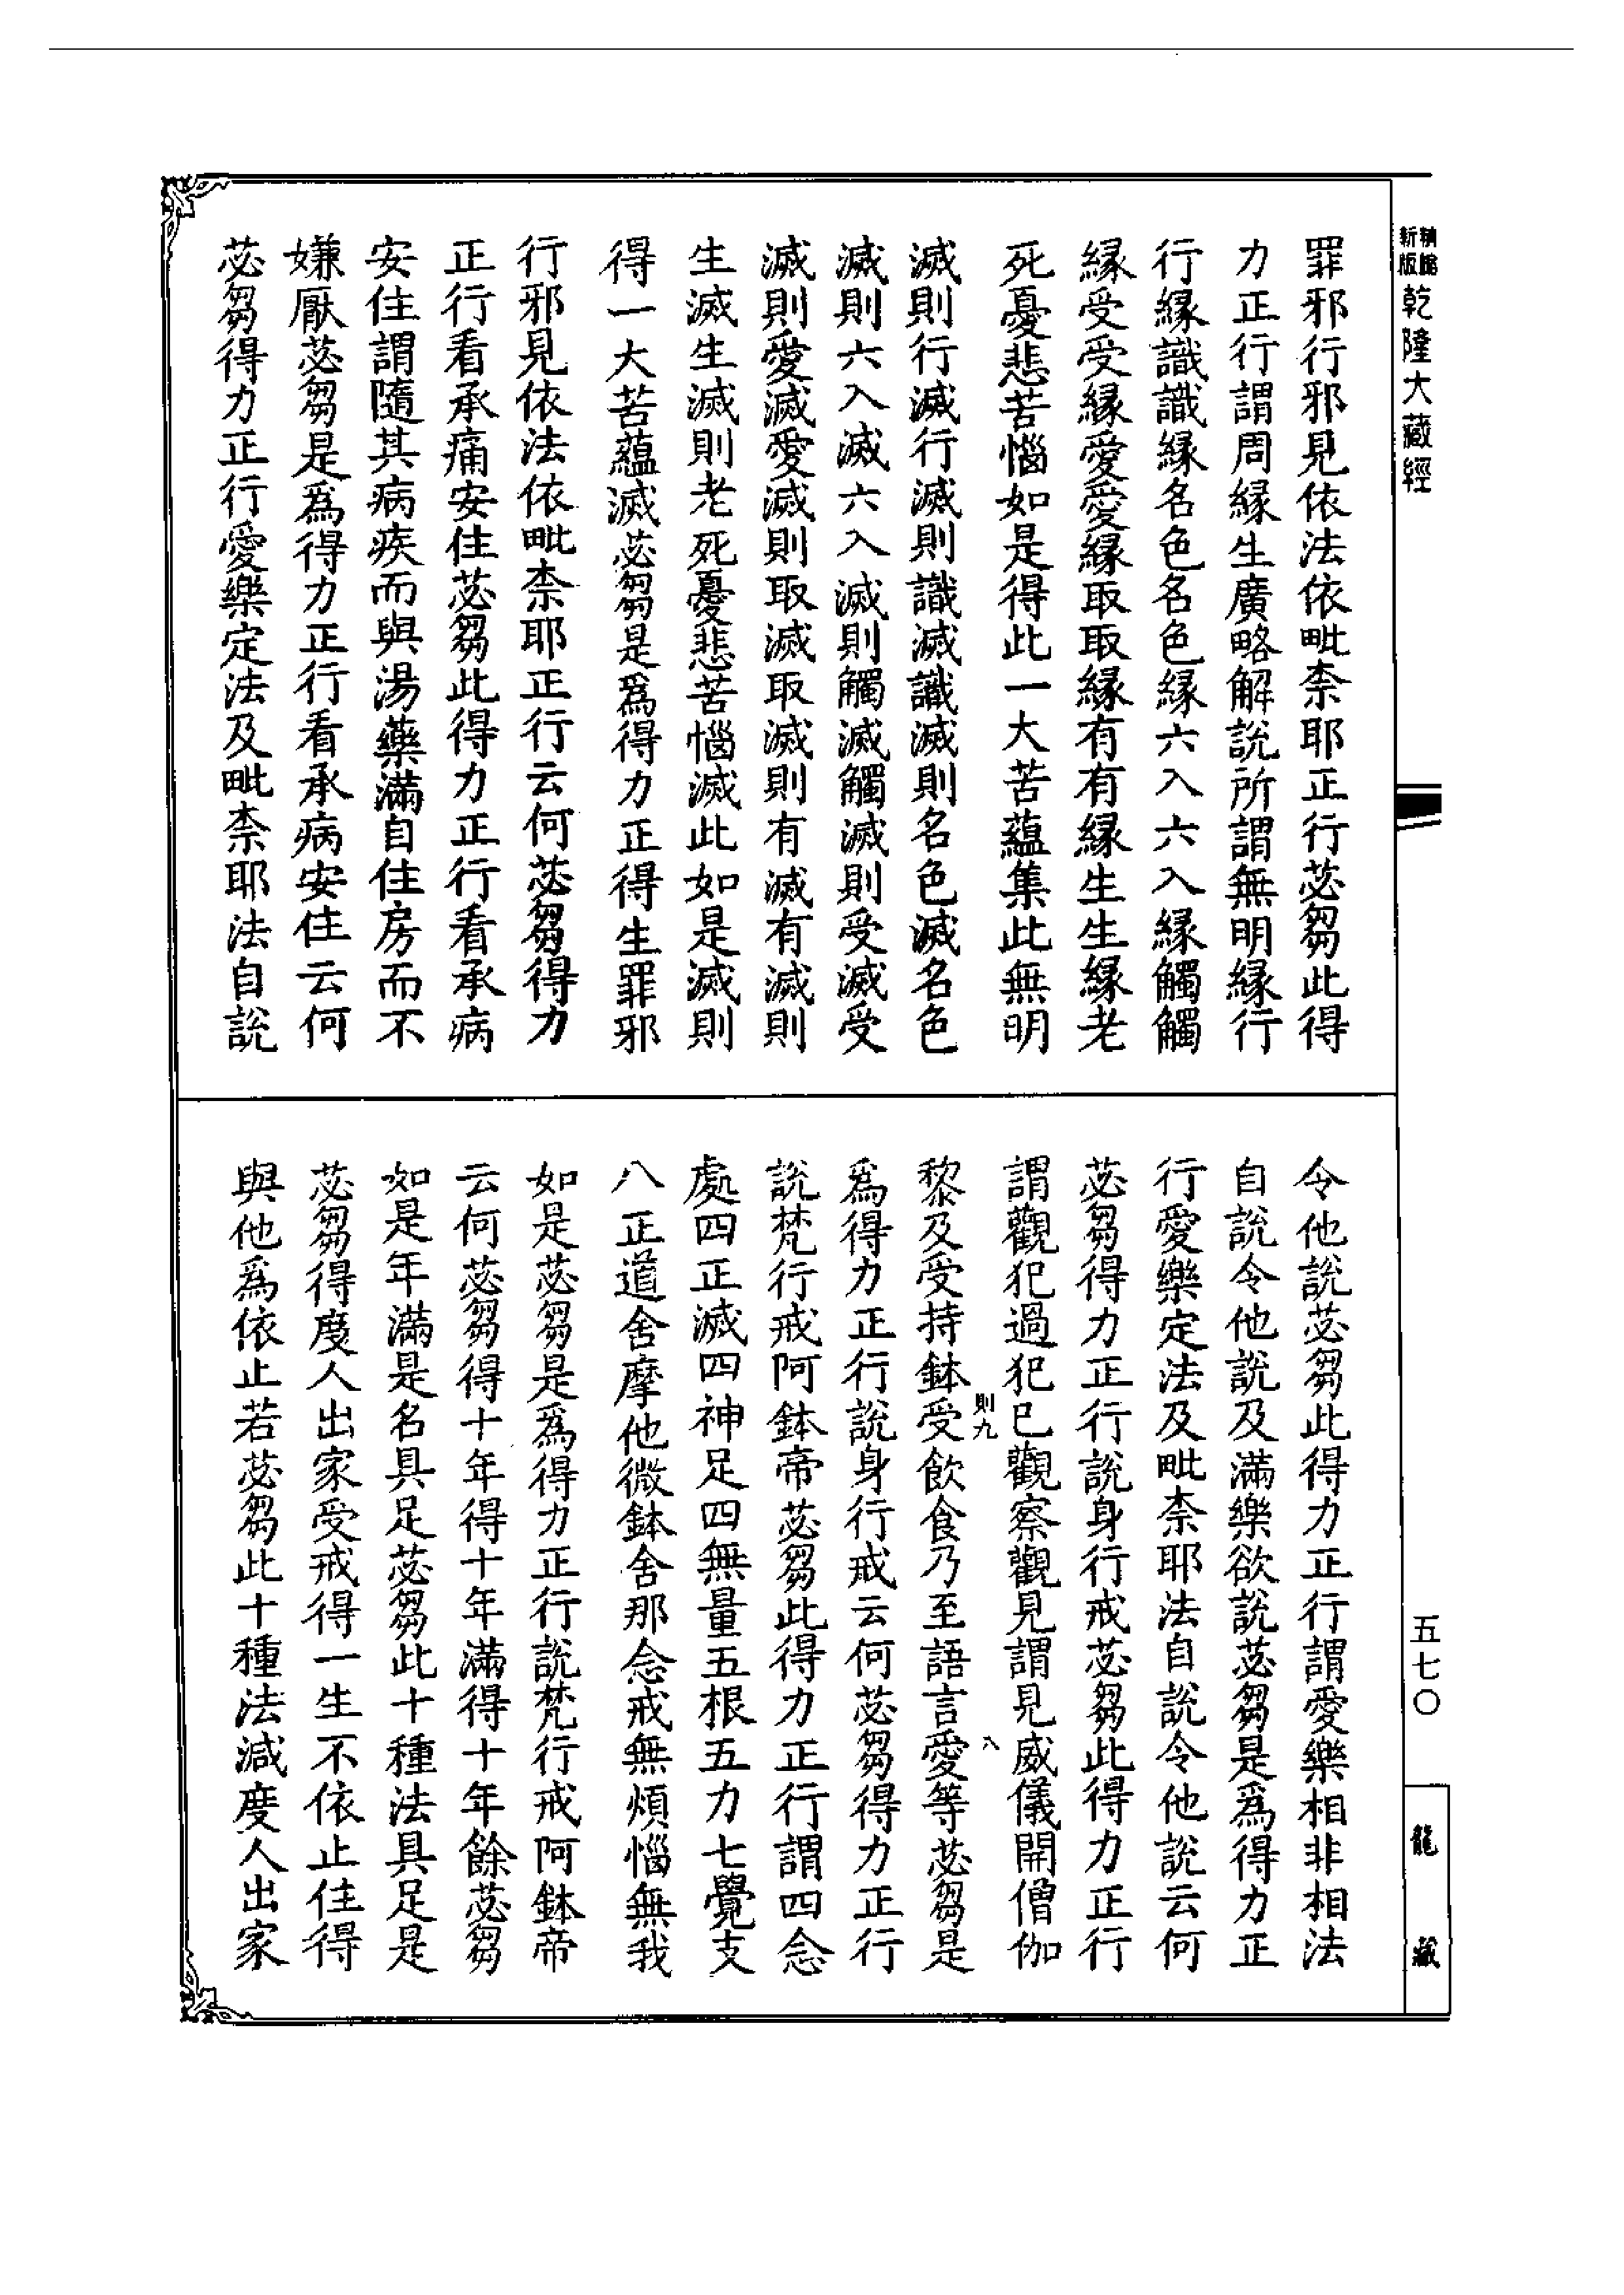 新版
精縮
乾隆大藏經
罪邪行邪見依法依毗柰耶正行苾芻此得
力正行謂周緣生廣略解說所謂無明緣行
行緣識識緣名色名色緣六入六入緣觸觸
緣受受緣愛愛緣取取緣有有緣生生緣老
死憂悲苦惱如是得此一大苦蘊集此無明
滅則行滅行滅則識滅識滅則名色滅名色
滅則六入滅六入滅則觸滅觸滅則受滅受
滅則愛滅愛滅則取滅取滅則有滅有滅則
生滅生滅則老死憂悲苦惱滅此如是滅則
得一大苦蘊滅苾芻是爲得力正得生罪邪
行邪見依法依毗柰耶正行云何苾芻得力
正行看承痛安住苾芻此得力正行看承病
安住謂隨其病疾而與湯藥滿自住房而不
嫌厭苾芻是爲得力正行看承病安住云何
苾芻得力正行愛樂定法及毗柰耶法自說
令他說苾芻此得力正行謂愛樂相非相法
自說令他說及滿樂欲說苾芻是爲得力正
行愛樂定法及毗柰耶法自說令他說云何
苾芻得力正行說身行戒苾芻此得力正行
謂觀犯過犯已觀察觀見謂見威儀開僧伽
黎及受持鉢受飲食乃至語言愛等苾芻是
則九
八
爲得力正行說身行戒云何苾芻得力正行
說梵行戒阿鉢帝苾芻此得力正行謂四念
處四正滅四神足四無量五根五力七覺支
八正道舍摩他微鉢舍那念戒無煩惱無我
如是苾芻是爲得力正行說梵行戒阿鉢帝
云何苾芻得十年得十年滿得十年餘苾芻
如是年滿是名具足苾芻此十種法具足是
苾芻得度人出家受戒得一生不依止住得
與他爲依止若苾芻此十種法減度人出家
五七〇
龍藏